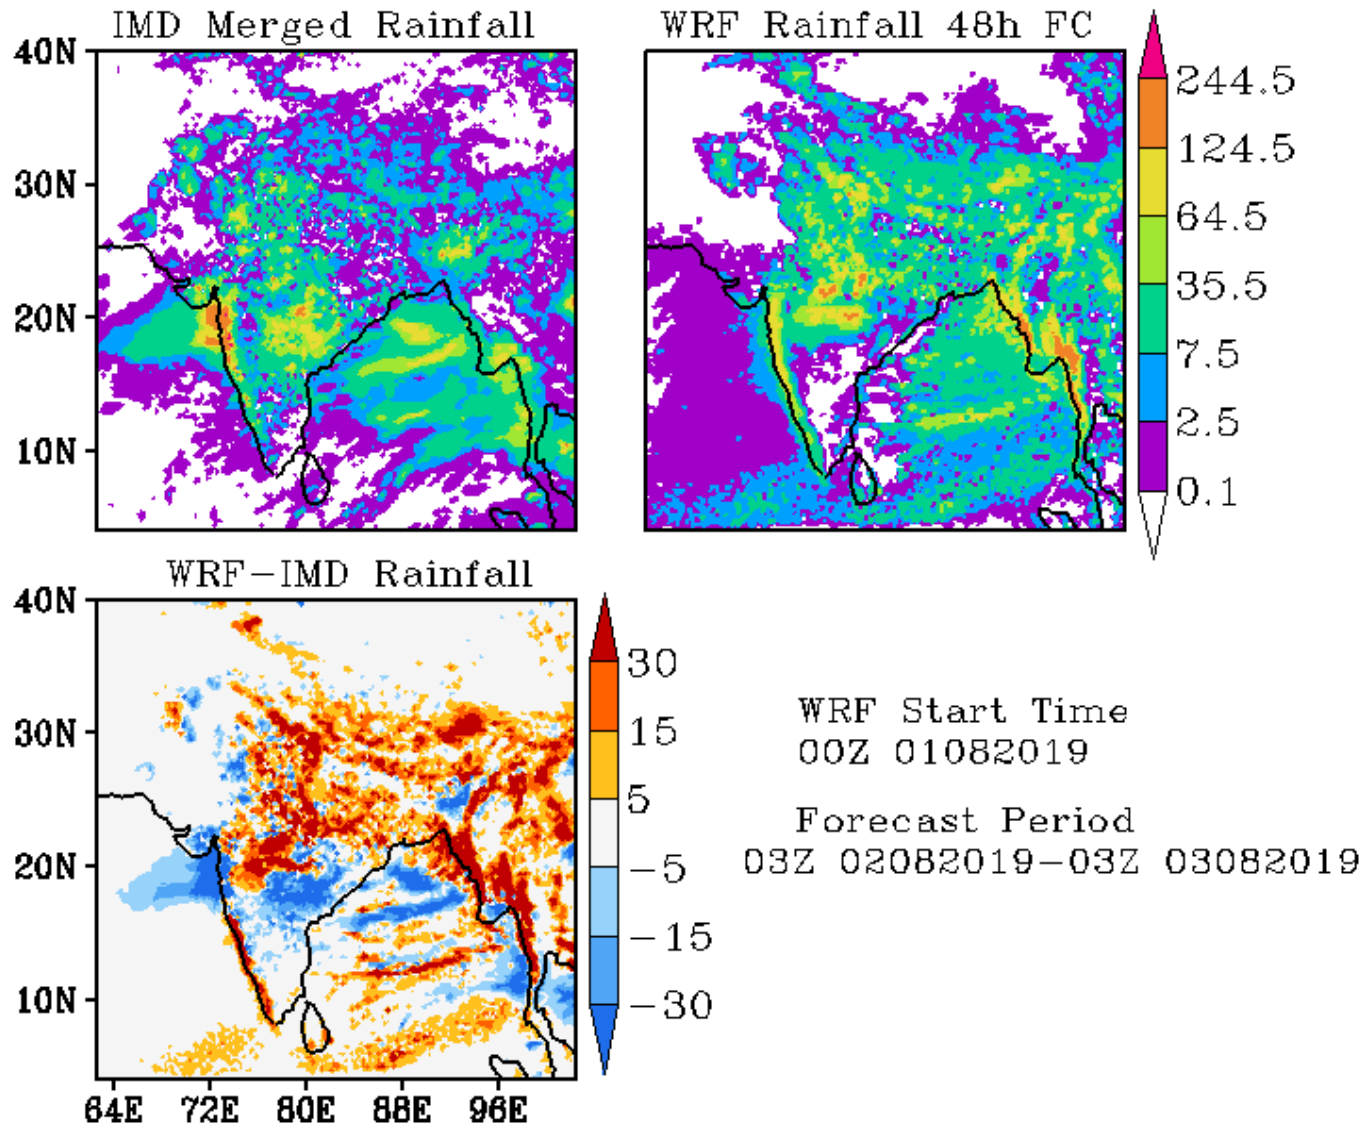 IMD Merged Rainfall
WRF Rainfall 48h FC
40N
30N
20N
10N
244.5
124.5
64.5
35.5
7.5
2.5
0.1
WRF-IMD Rainfall
40N
30N
20N
10N
64E 72E 80E 88E 96E
30
15
5
-5
-15
-30
WRF Start Time
00Z 01082019
Forecast Period
03Z 02082019-03Z 03082019